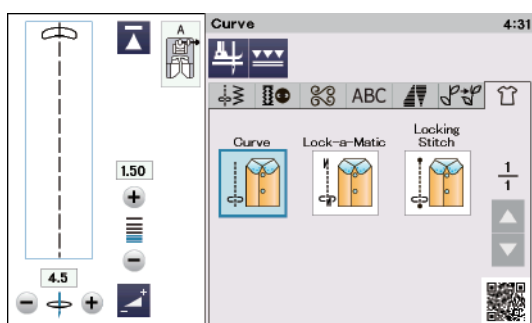 A
1.50
4.5
Curve 4:31
ABC
Curve Lock-a-Matic Locking
Stitch
1
1